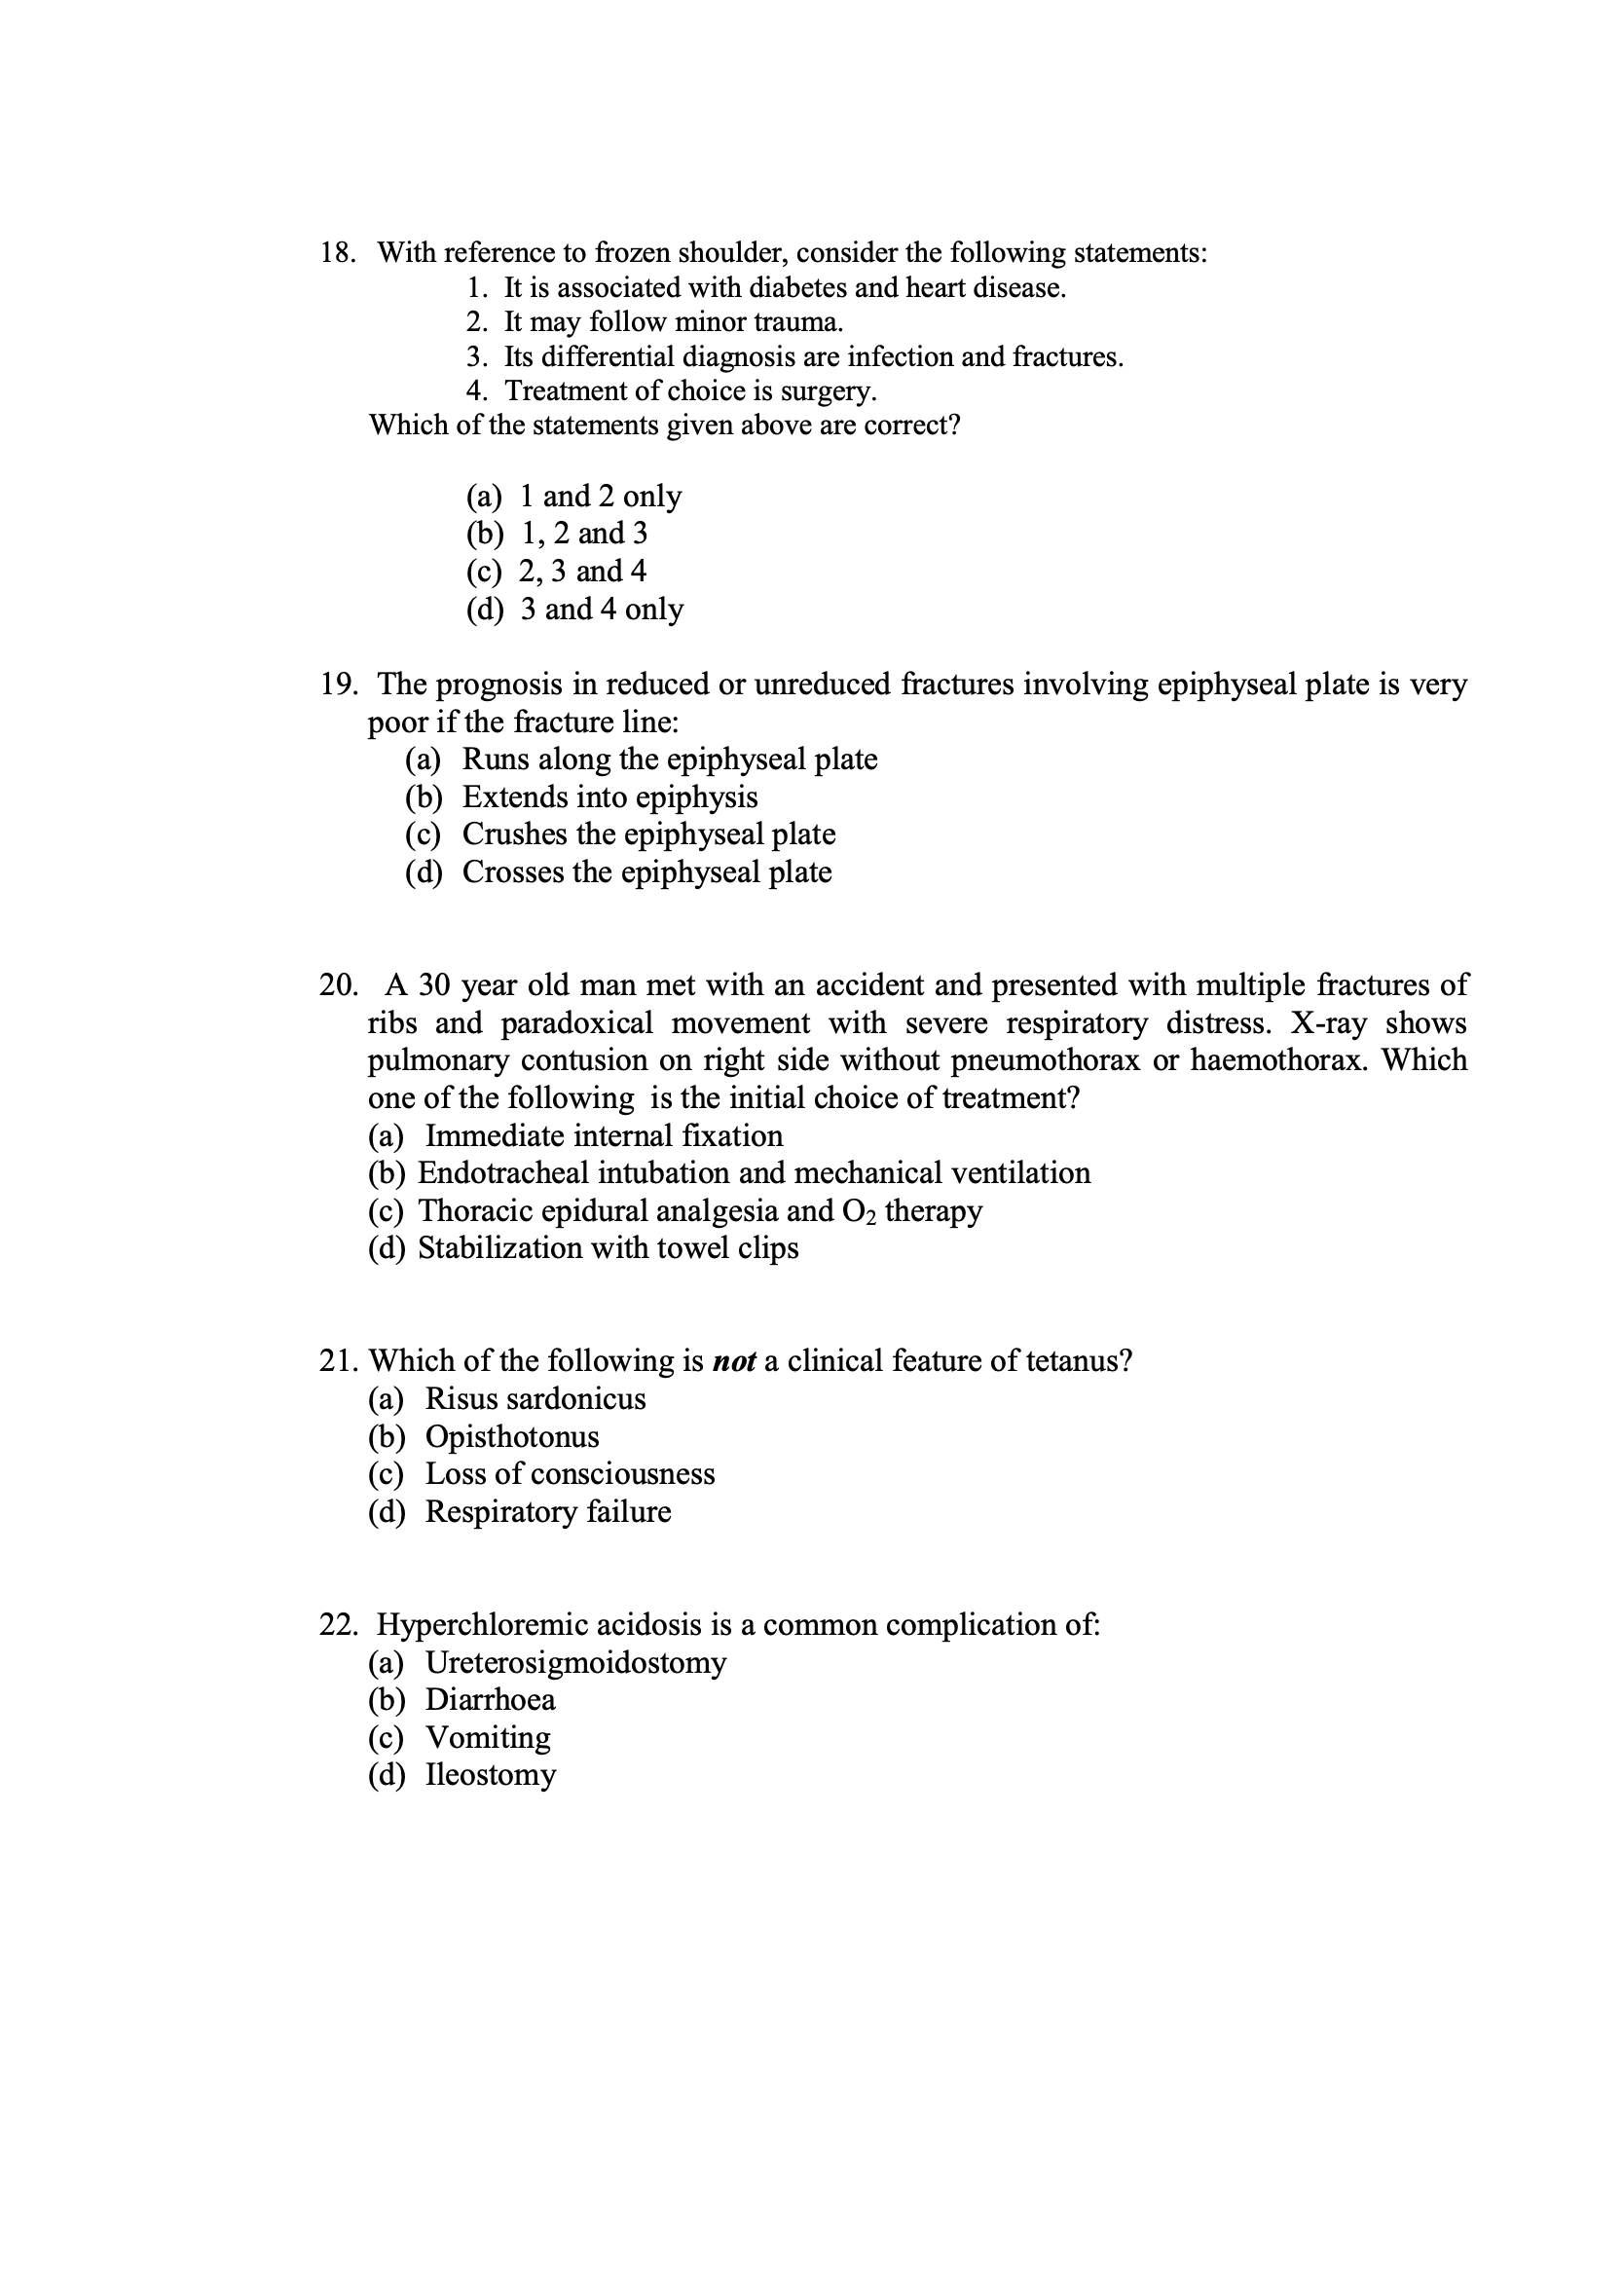 18. With reference to frozen shoulder, consider the following statements:
1. It is associated with diabetes and heart disease.
2. It may follow minor trauma.
3. Its differential diagnosis are infection and fractures.
4. Treatment of choice is surgery.
Which of the statements given above are correct?
(a) 1 and 2 only
(b) 1, 2 and 3
(c) 2, 3 and 4
(d) 3 and 4 only
19. The prognosis in reduced or unreduced fractures involving epiphyseal plate is very
poor if the fracture line:
(a) Runs along the epiphyseal plate
(b) Extends into epiphysis
(c) Crushes the epiphyseal plate
(d) Crosses the epiphyseal plate
20. A 30 year old man met with an accident and presented with multiple fractures of
ribs and paradoxical movement with severe respiratory distress. X-ray shows
pulmonary contusion on right side without pneumothorax or haemothorax. Which
one of the following is the initial choice of treatment?
(a) Immediate internal fixation
(b) Endotracheal intubation and mechanical ventilation
(c) Thoracic epidural analgesia and O₂ therapy
(d) Stabilization with towel clips
21. Which of the following is not a clinical feature of tetanus?
(a) Risus sardonicus
(b) Opisthotonus
(c) Loss of consciousness
(d) Respiratory failure
22. Hyperchloremic acidosis is a common complication of:
(a) Ureterosigmoidostomy
(b) Diarrhoea
(c) Vomiting
(d) Ileostomy